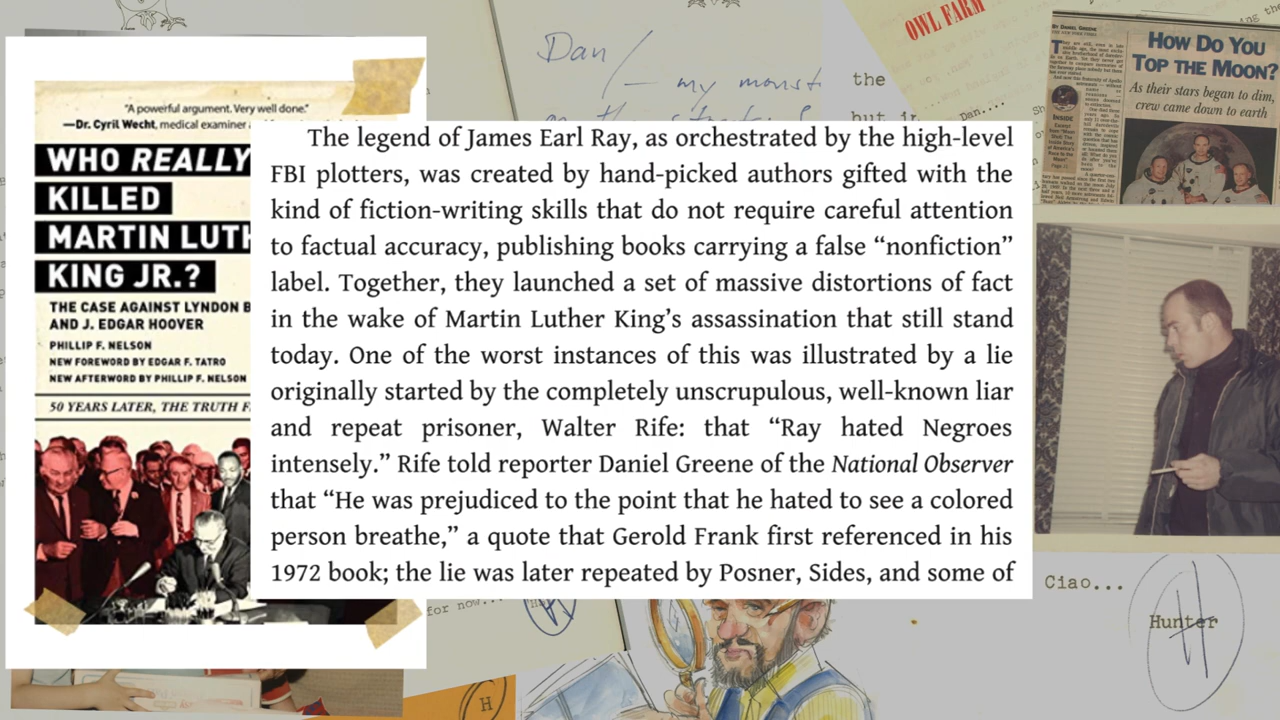 "A powerful argument. Very well done."
—Dr. Cyril Wecht, medical examiner
WHO REALLY
KILLED
MARTIN LUTH
KING JR.?
THE CASE AGAINST LYNDON B
AND J. EDGAR HOOVER
PHILLIP F. NELSON
NEW FOREWORD BY EDGAR F. TATRO
NEW AFTERWORD BY PHILLIP F. NELSON
50 YEARS LATER, THE TRUTH F
The legend of James Earl Ray, as orchestrated by the high-level
FBI plotters, was created by hand-picked authors gifted with the
kind of fiction-writing skills that do not require careful attention
to factual accuracy, publishing books carrying a false “nonfiction”
label. Together, they launched a set of massive distortions of fact
in the wake of Martin Luther King’s assassination that still stand
today. One of the worst instances of this was illustrated by a lie
originally started by the completely unscrupulous, well-known liar
and repeat prisoner, Walter Rife: that “Ray hated Negroes
intensely.” Rife told reporter Daniel Greene of the National Observer
that “He was prejudiced to the point that he hated to see a colored
person breathe,” a quote that Gerold Frank first referenced in his
1972 book; the lie was later repeated by Posner, Sides, and some of
Dan/
— my
the
but
OWL FARM
Dan...
By DANIEL GREENE
How Do You
Top the Moon?
As their stars began to dim,
crew came down to earth
INSIDE
for now...
H
Ciao...
Hunter
H